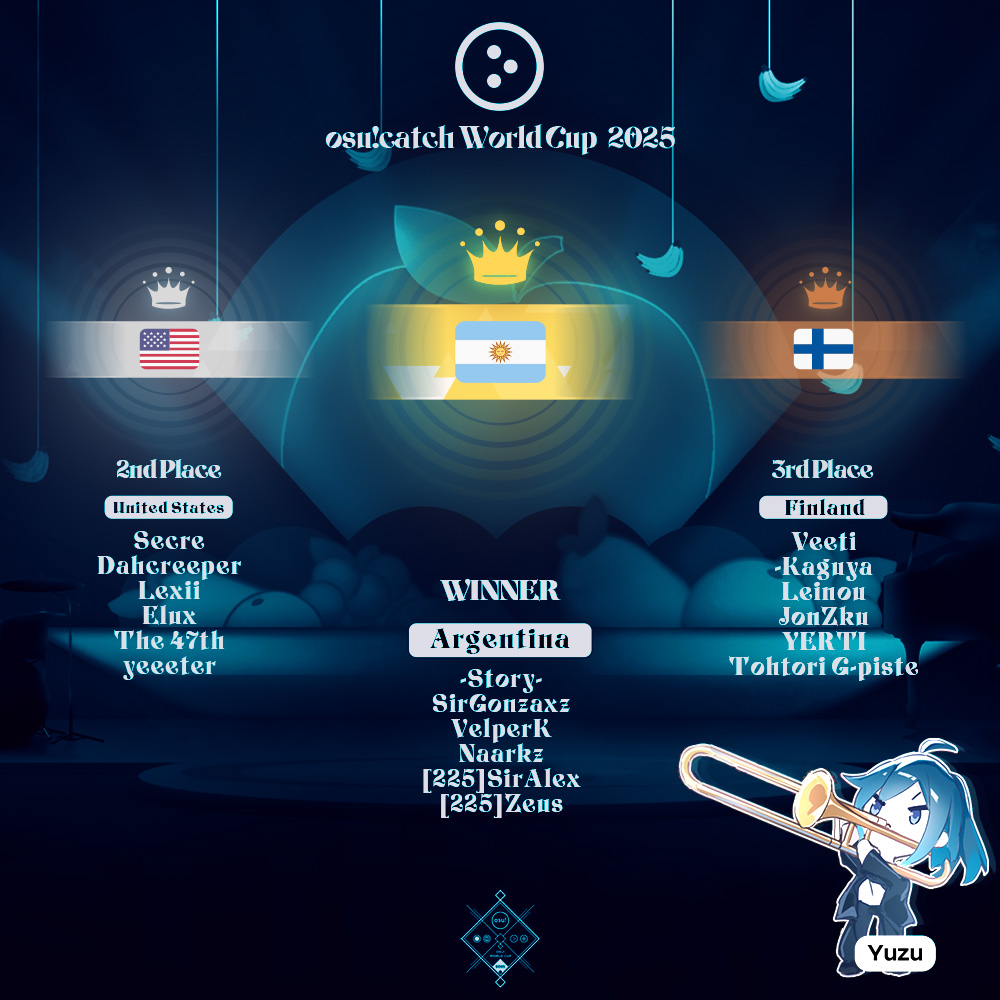 osu!catch World Cup 2025
2nd Place
United States
Secre
Dahcreeper
Lexii
Elux
The 47th
yeeeter
WINNER
Argentina
-Story-
SirGonzaxz
VelperK
Naarkz
[225]SirAlex
[225]Zeus
3rd Place
Finland
Veeti
-Kaguya
Leinou
JonZku
YERTI
Tohtori G-piste
osu!
Yuzu